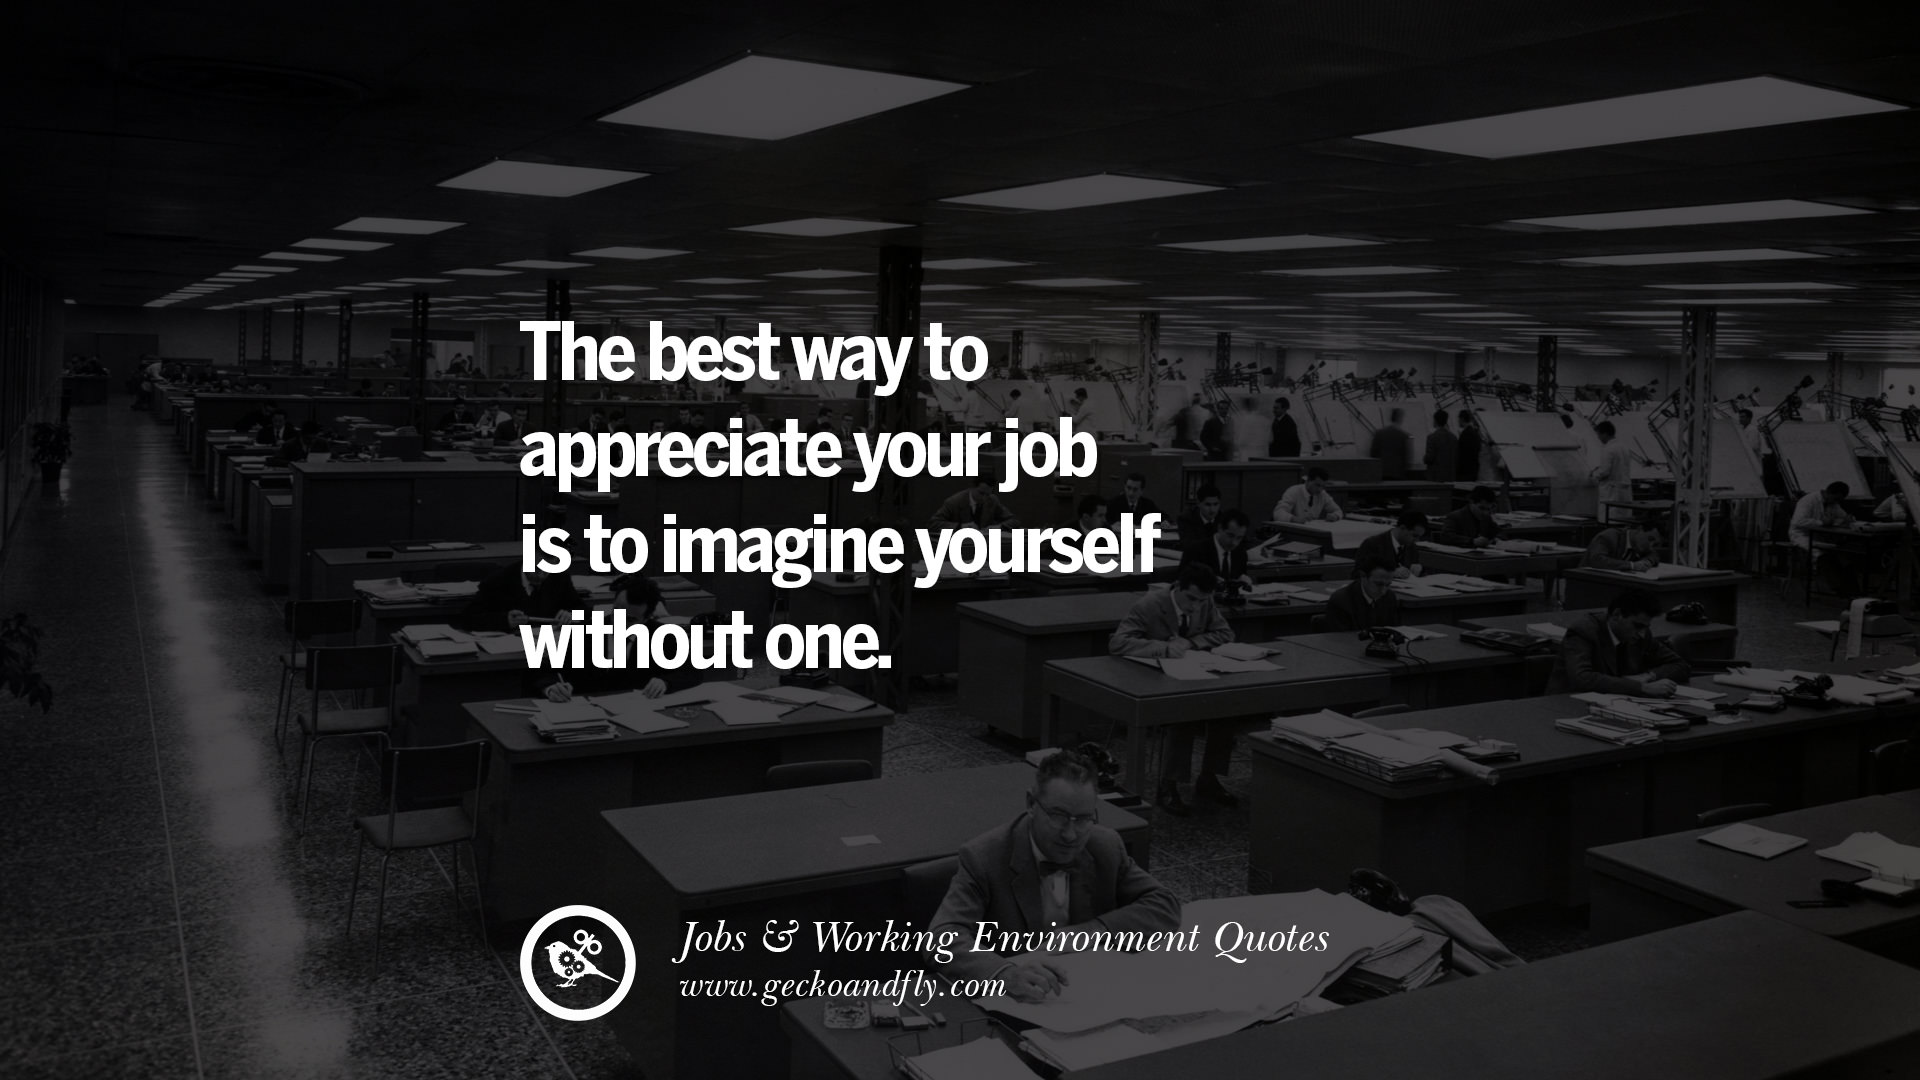 The best way to
appreciate your job
is to imagine yourself
without one.
Jobs & Working Environment Quotes
www.geckoandfly.com